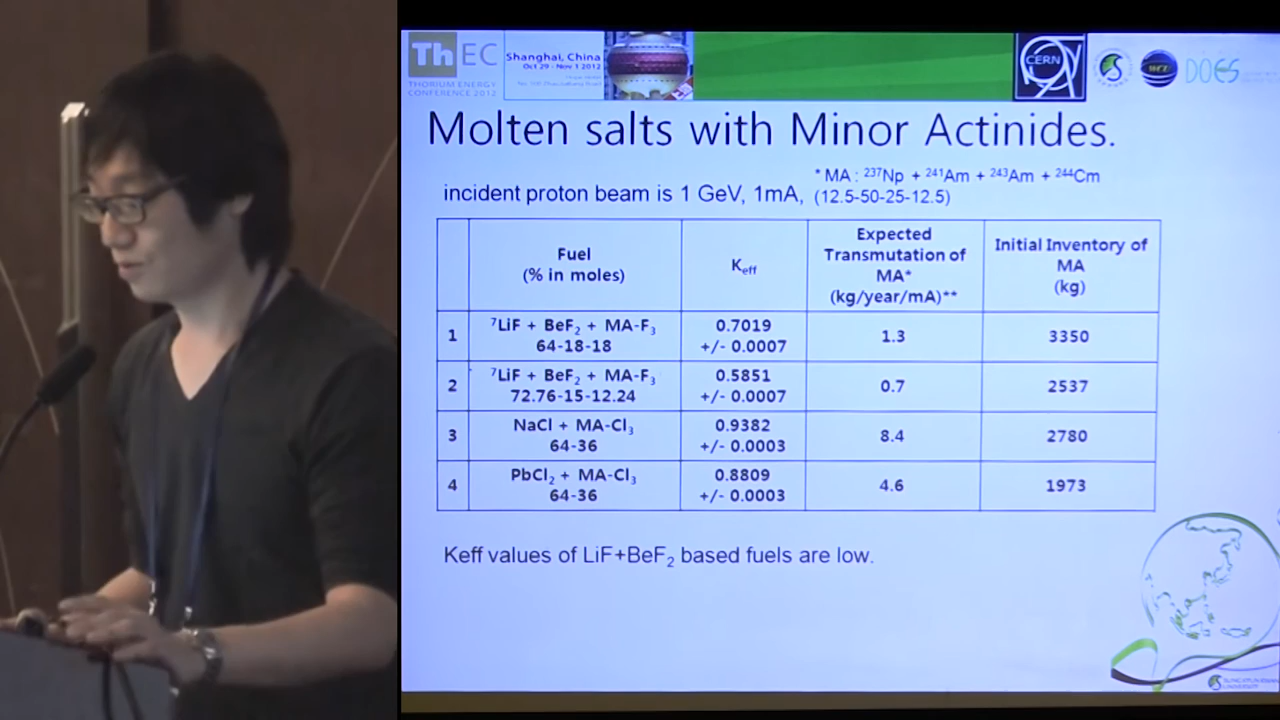 ThEC
THORIUM ENERGY
CONFERENCE 2012
Shanghai, China
Oct 29 - Nov 1 2012
CERN
DOES
Molten salts with Minor Actinides.
* MA : ²³⁷Np + ²⁴¹Am + ²⁴³Am + ²⁴⁴Cm
incident proton beam is 1 GeV, 1mA, (12.5-50-25-12.5)
Fuel
(% in moles)
Keff
Expected
Transmutation of
MA*
(kg/year/mA)**
Initial Inventory of
MA
(kg)
1
⁷LiF + BeF₂ + MA-F₃
64-18-18
0.7019
+/- 0.0007
1.3
3350
2
⁷LiF + BeF₂ + MA-F₃
72.76-15-12.24
0.5851
+/- 0.0007
0.7
2537
3
NaCl + MA-Cl₃
64-36
0.9382
+/- 0.0003
8.4
2780
4
PbCl₂ + MA-Cl₃
64-36
0.8809
+/- 0.0003
4.6
1973
Keff values of LiF+BeF₂ based fuels are low.